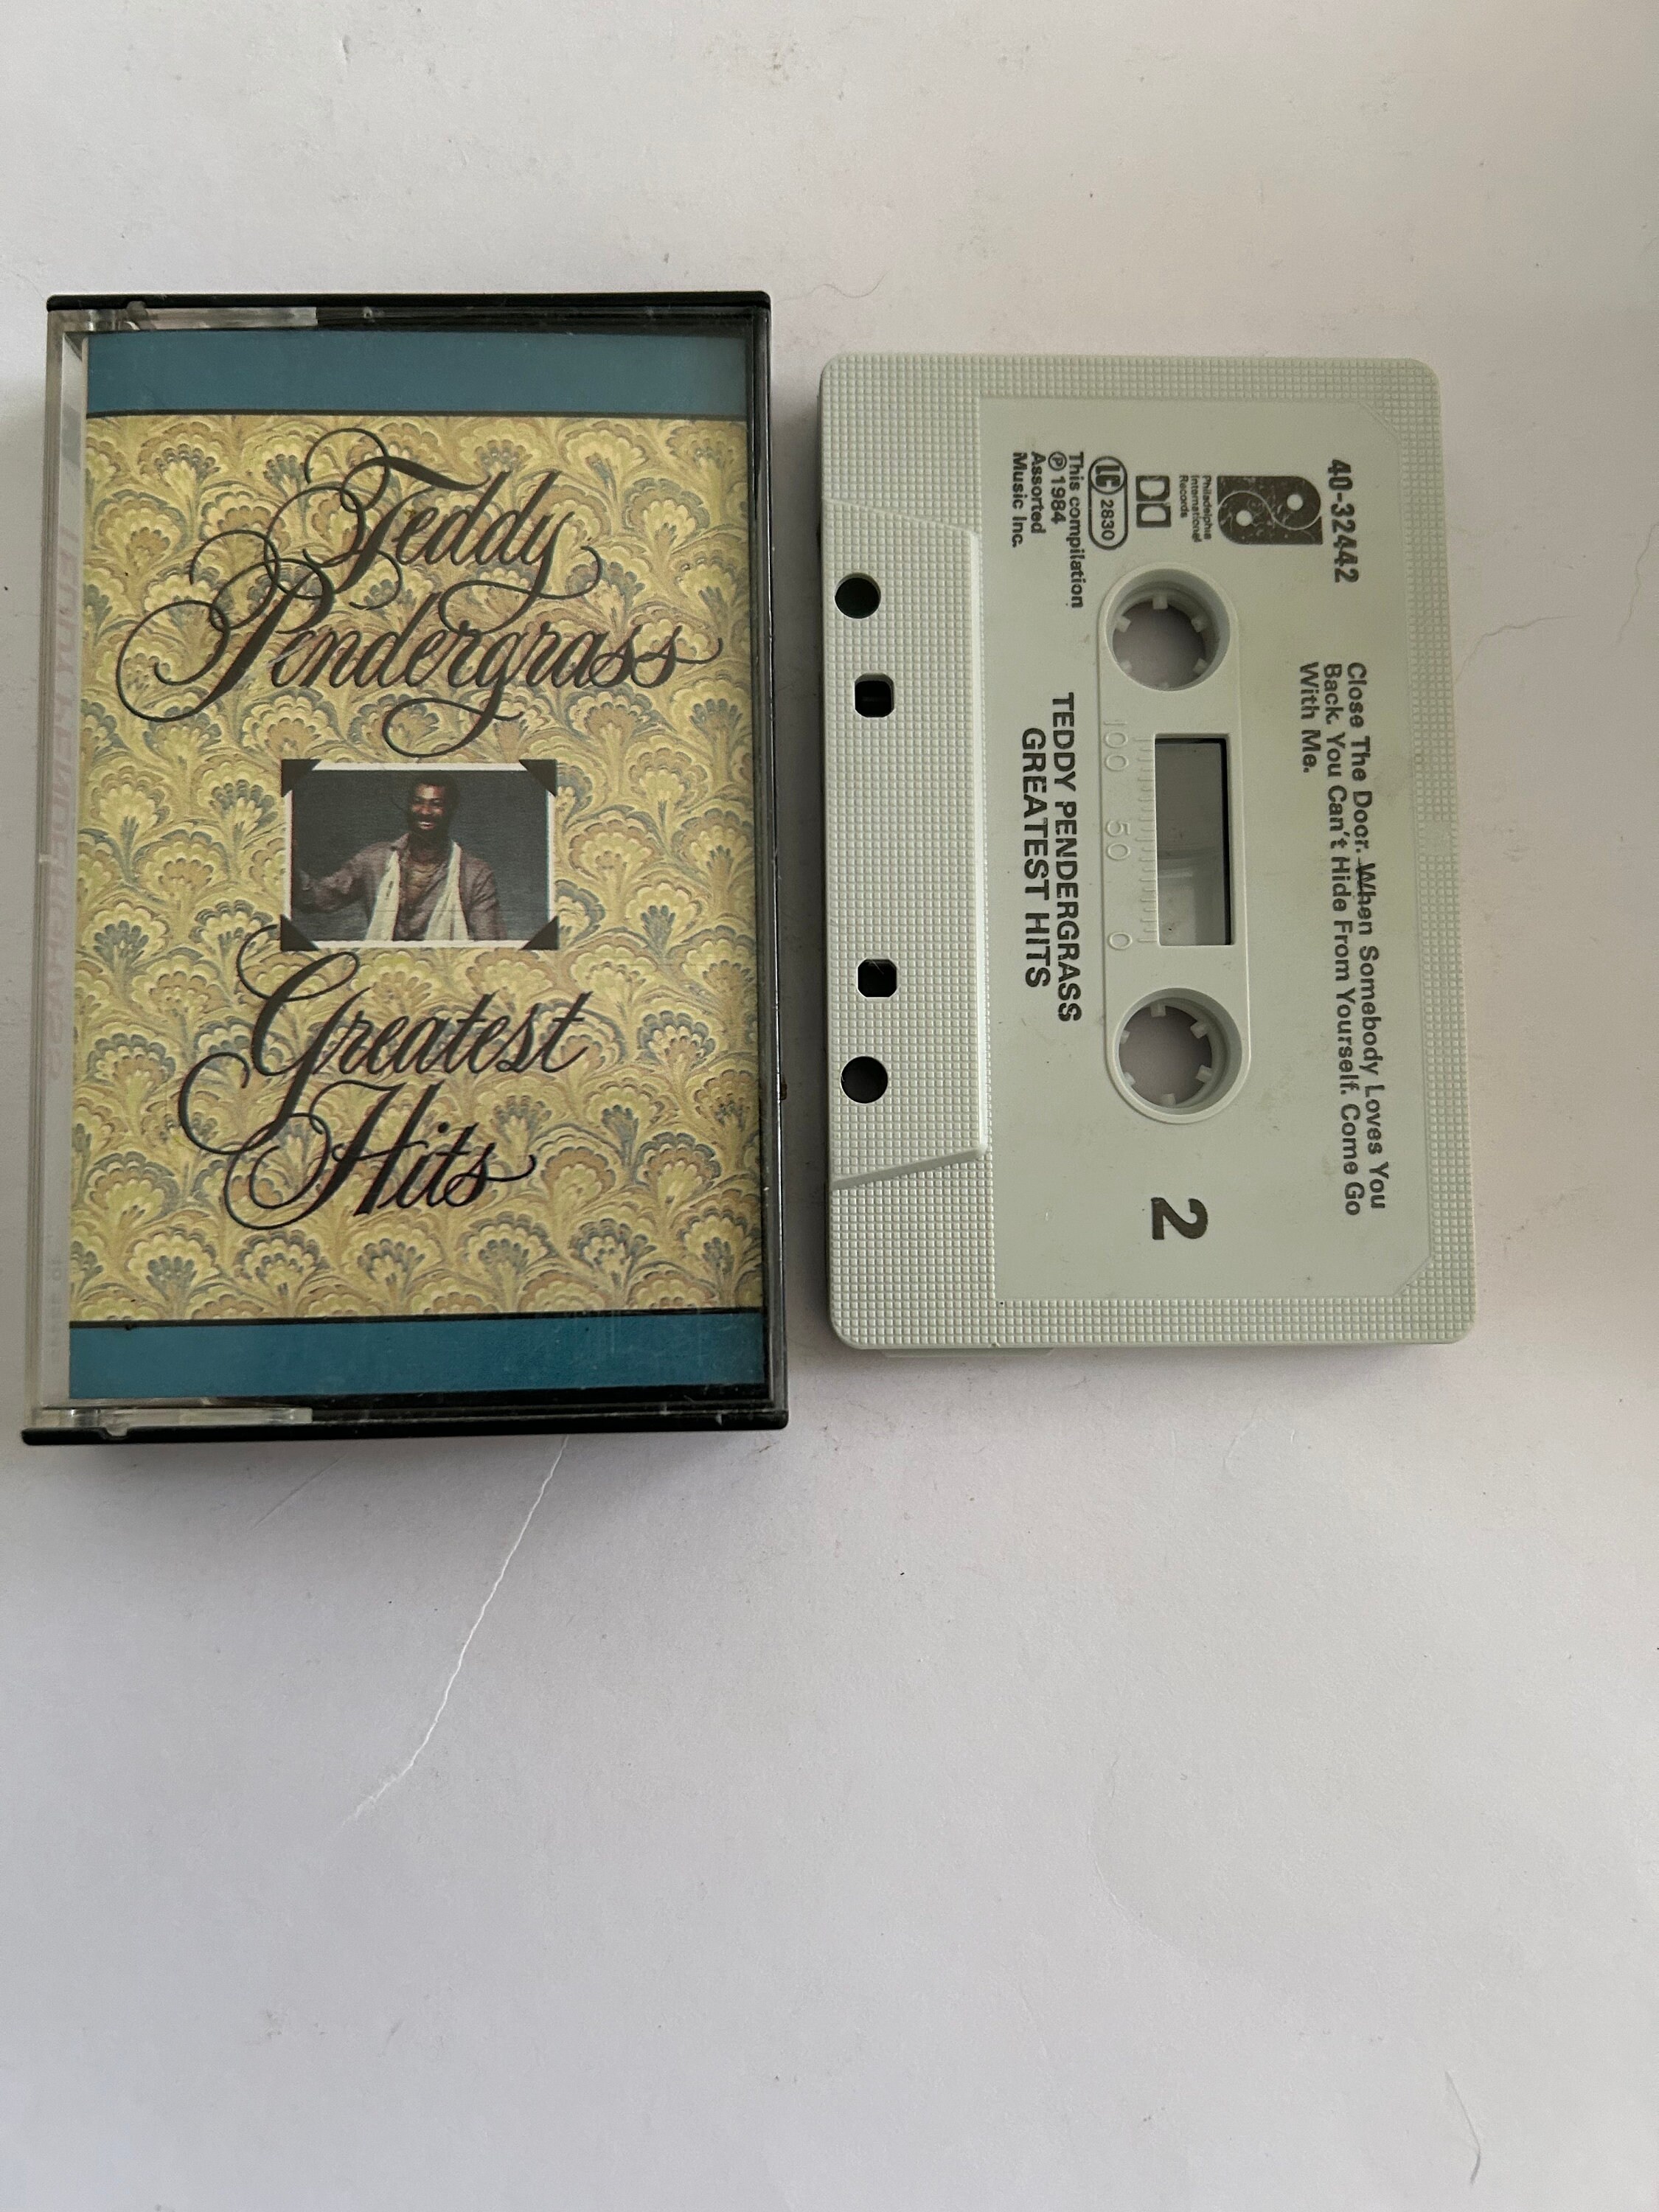 Teddy
Pendergrass
Greatest
Hits
TEDDY PENDERGRASS
40-32442
Close The Door. When Somebody Loves You
Back. You Can't Hide From Yourself. Come Go
With Me.
Philadelphia
International
Records
LC 2830
This compilation
℗ 1984
Assorted
Music Inc.
100 50 0
2
TEDDY PENDERGRASS
GREATEST HITS